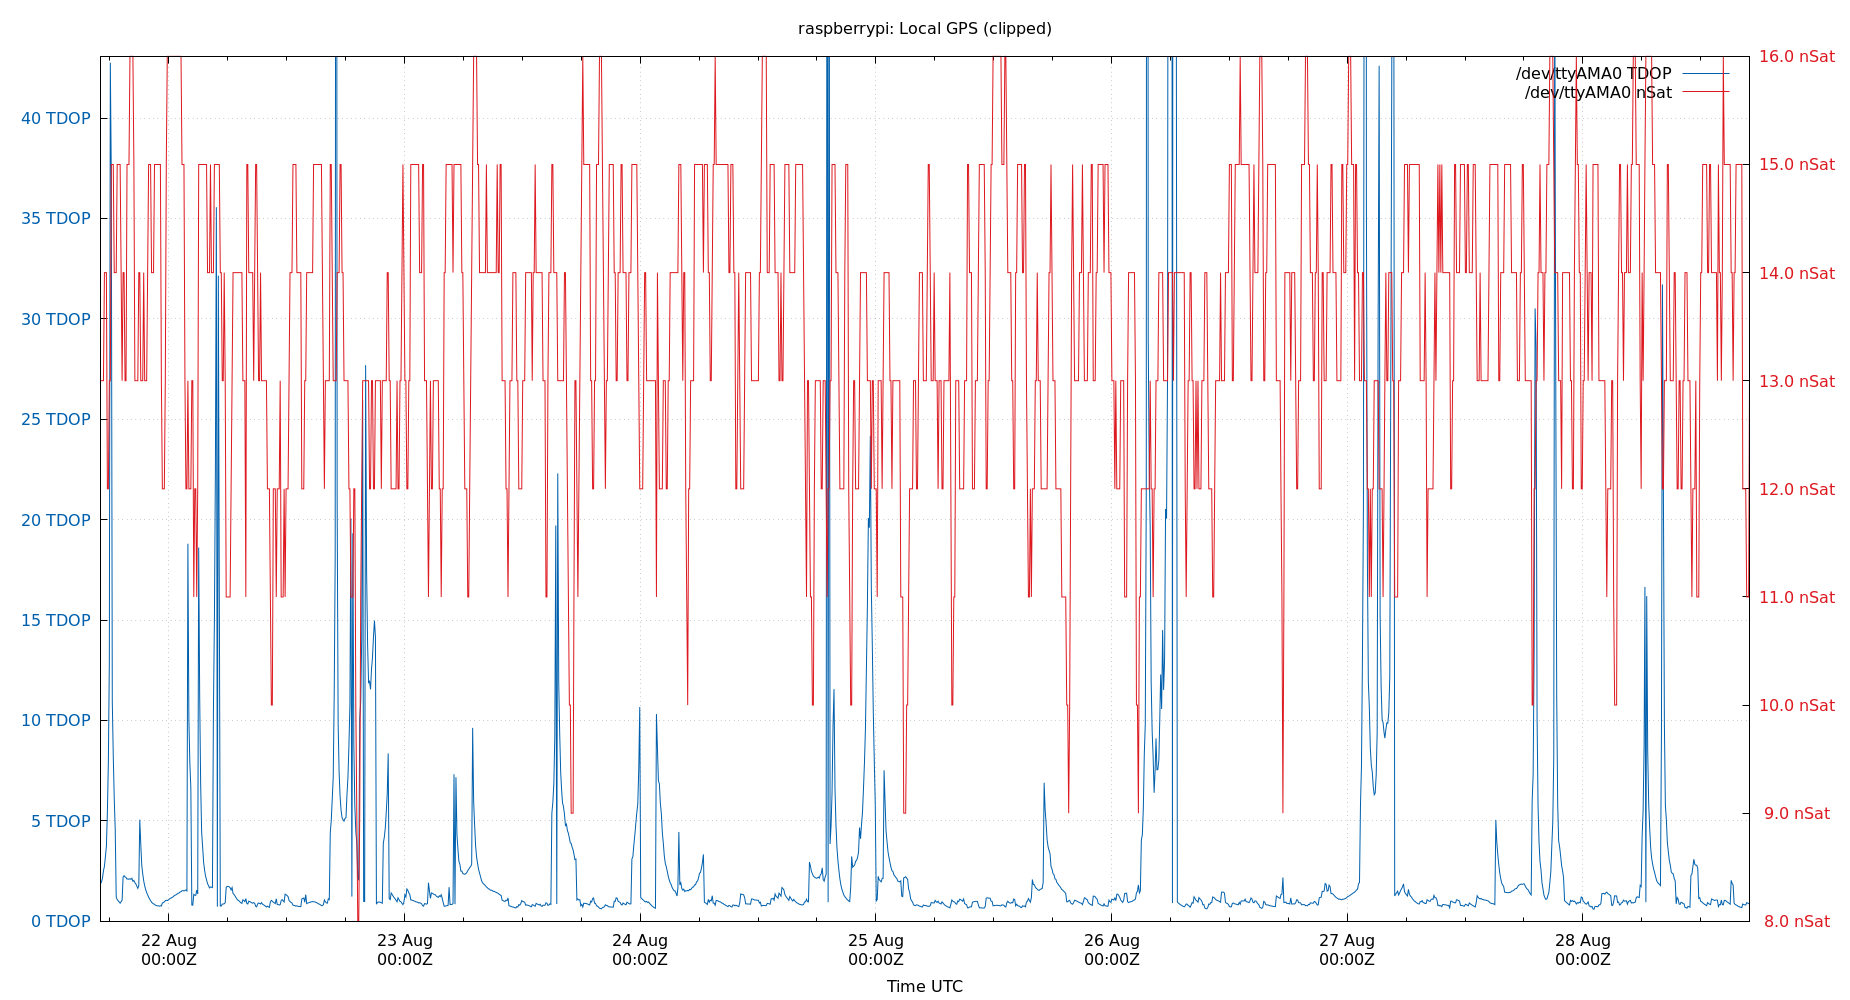 raspberrypi: Local GPS (clipped)
/dev/ttyAMA0 TDOP
/dev/ttyAMA0 nSat
40 TDOP
35 TDOP
30 TDOP
25 TDOP
20 TDOP
15 TDOP
10 TDOP
5 TDOP
0 TDOP
16.0 nSat
15.0 nSat
14.0 nSat
13.0 nSat
12.0 nSat
11.0 nSat
10.0 nSat
9.0 nSat
8.0 nSat
22 Aug 23 Aug 24 Aug 25 Aug 26 Aug 27 Aug 28 Aug
00:00Z 00:00Z 00:00Z 00:00Z 00:00Z 00:00Z 00:00Z
Time UTC